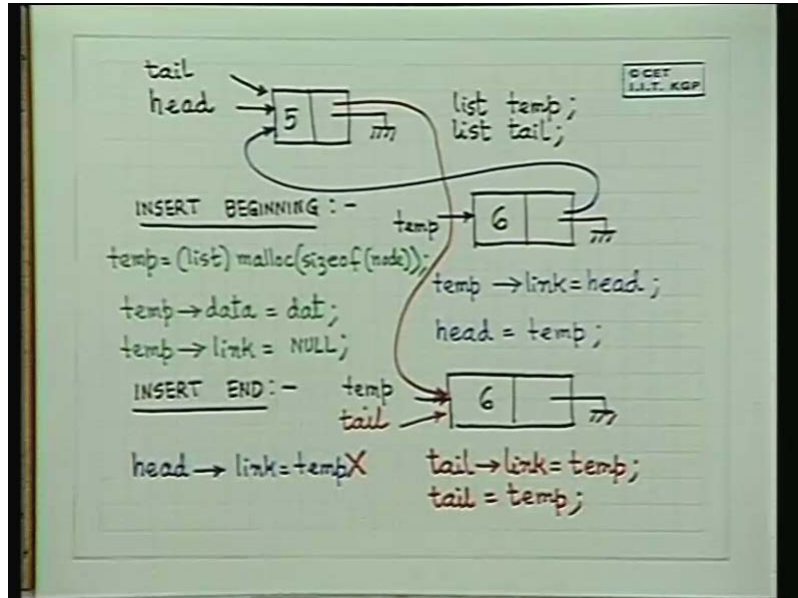 tail
head
5
© CET
I.I.T. KGP
list temp;
list tail;
INSERT BEGINNING :-
temp
6
temp=(list) malloc(sizeof(node));
temp→link=head;
temp→data = dat;
head = temp;
temp→link = NULL;
INSERT END:-
temp
tail
6
head→link=tempX
tail→link=temp;
tail = temp;